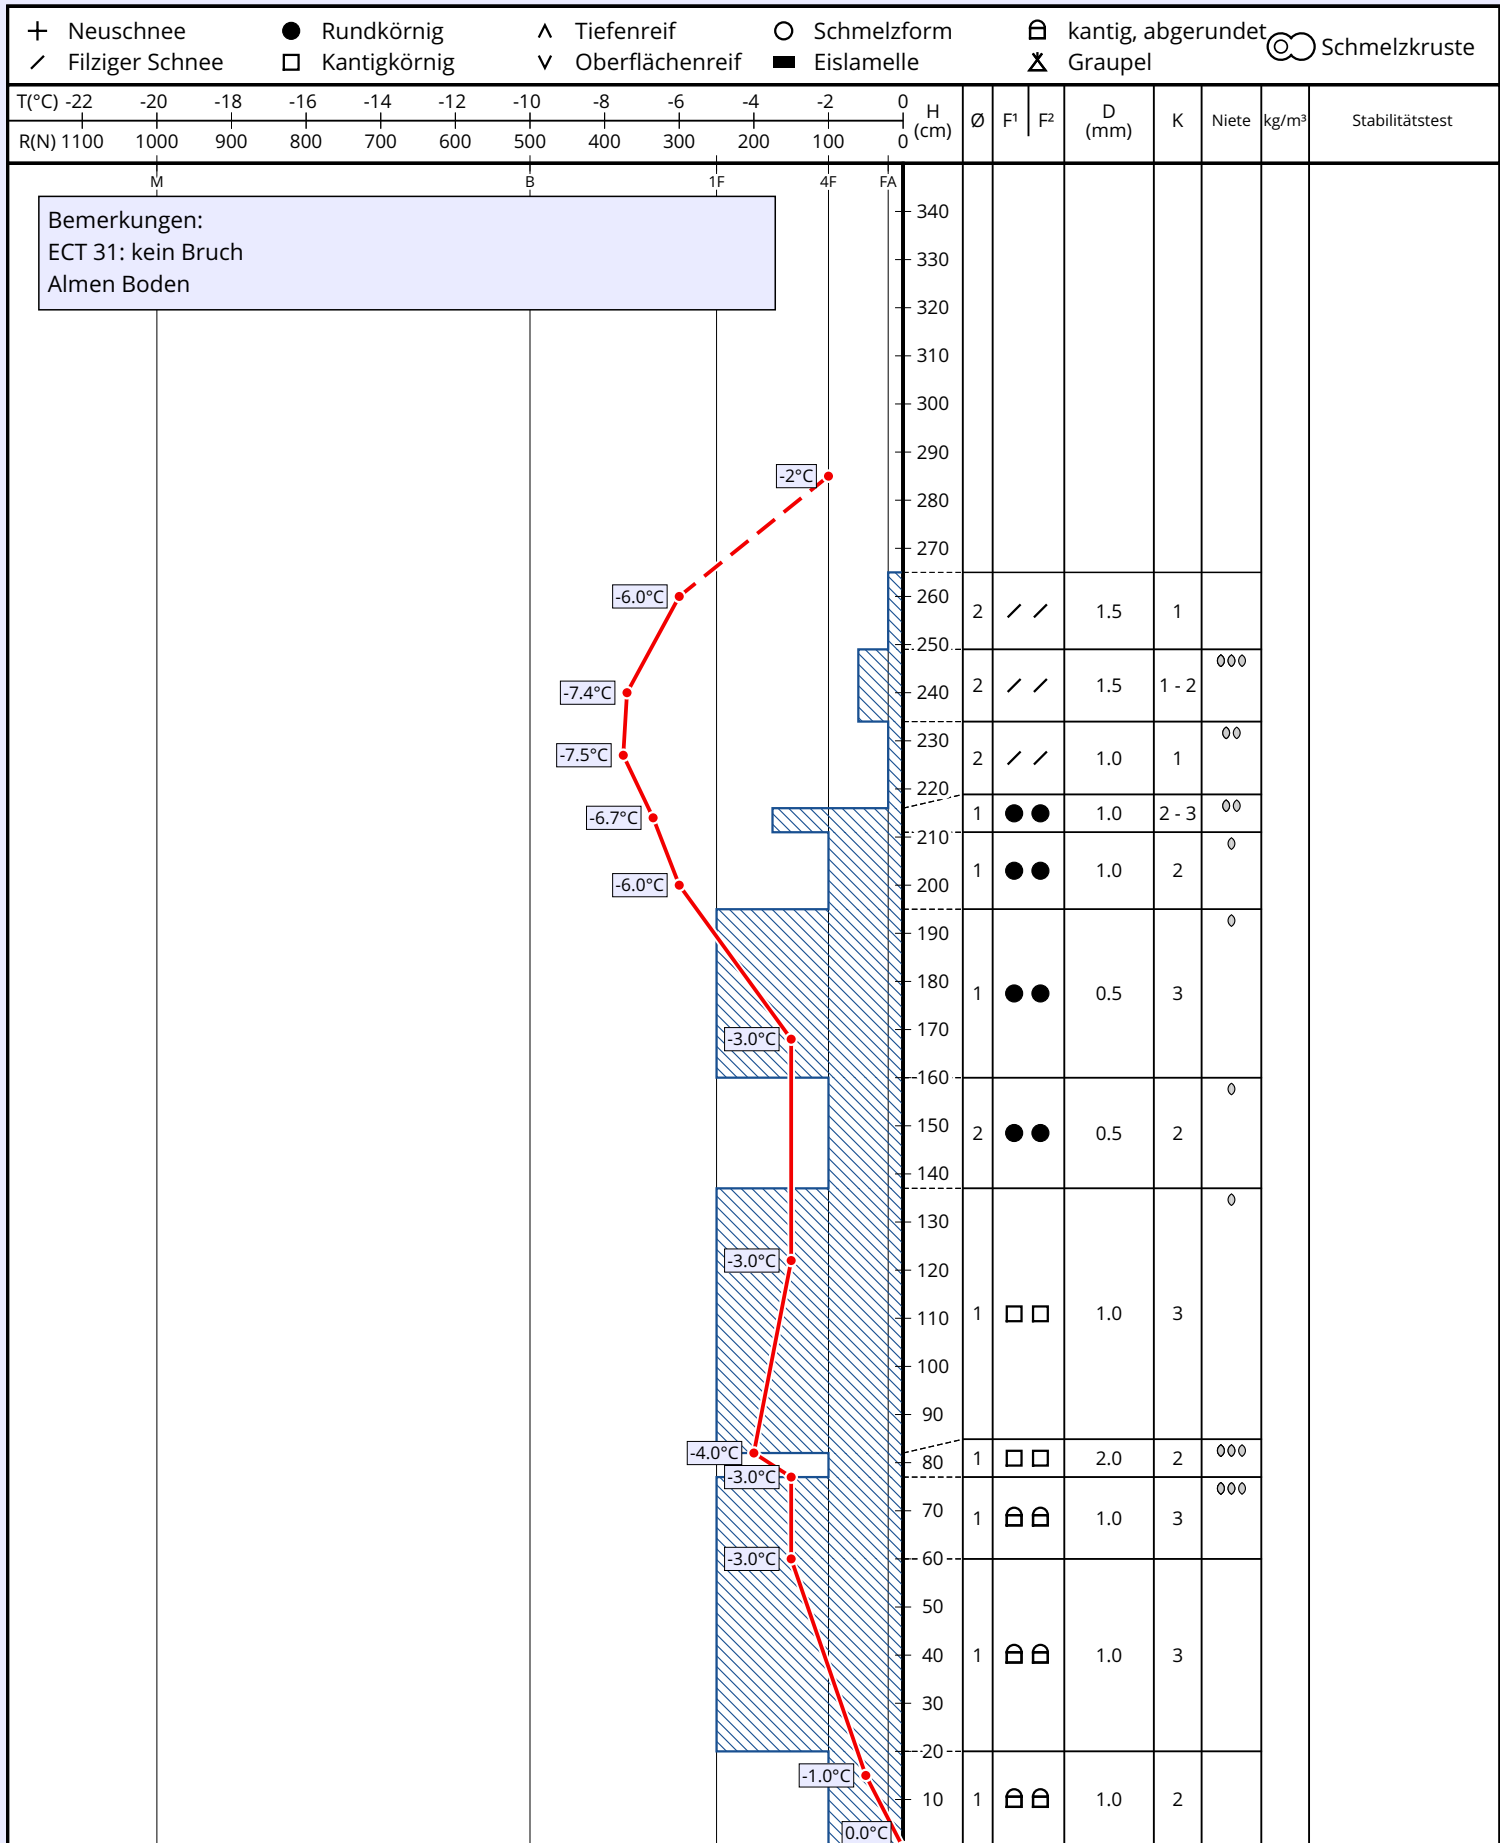 Neuschnee Rundkörnig Tiefenreif Schmelzform kantig, abgerundet Schmelzkruste
Filziger Schnee Kantigkörnig Oberflächenreif Eislamelle Graupel
T(°C) -22 -20 -18 -16 -14 -12 -10 -8 -6 -4 -2 0
R(N) 1100 1000 900 800 700 600 500 400 300 200 100 0
H (cm) Ø F¹ F² D (mm) K Niete kg/m³ Stabilitätstest
M B 1F 4F FA
Bemerkungen:
ECT 31: kein Bruch
Almen Boden
340
330
320
310
300
290
-2°C
280
270
-6.0°C 260
2 1.5 1
250
-7.4°C 240 2 1.5 1 - 2
230
-7.5°C 2 1.0 1
220
-6.7°C 1 1.0 2 - 3
210
1 1.0 2
-6.0°C 200
190
180
1 0.5 3
170
-3.0°C
160
150
2 0.5 2
140
130
-3.0°C 120
110 1 1.0 3
100
90
-4.0°C 80 1 2.0 2
-3.0°C
70 1 1.0 3
-3.0°C 60
50
40 1 1.0 3
30
20
-1.0°C
10 1 1.0 2
0.0°C